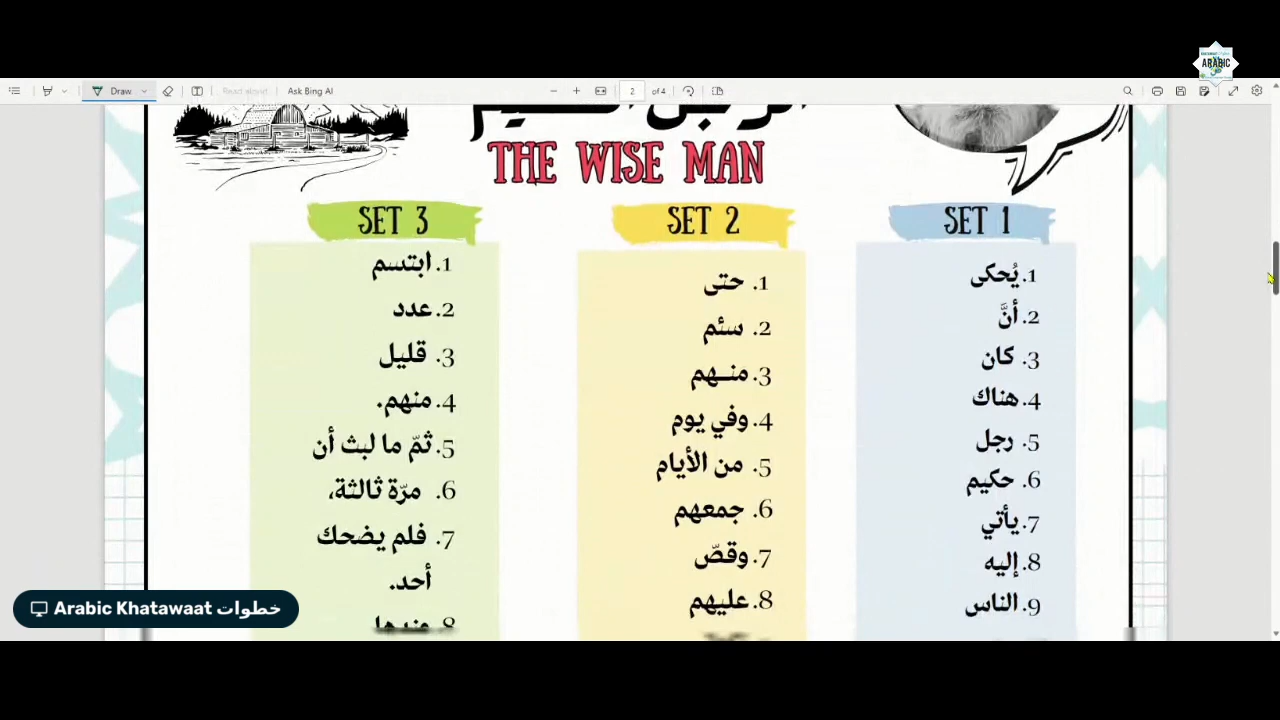 ARABIC
Draw
Read aloud
Ask Bing AI
2 of 4
THE WISE MAN
SET 1
1. يُحكى
2. أنَّ
3. كان
4. هناك
5. رجل
6. حكيم
7. يأتي
8. إليه
9. الناس
SET 2
1. حتى
2. سئم
3. منهم
4. وفي يوم
5. من الأيام
6. جمعهم
7. وقصّ
8. عليهم
SET 3
1. ابتسم
2. عدد
3. قليل
4. منهم.
5. ثمّ ما لبث أن
6. مرّة ثالثة،
7. فلم يضحك
أحد.
8.
Arabic Khatawaat خطوات